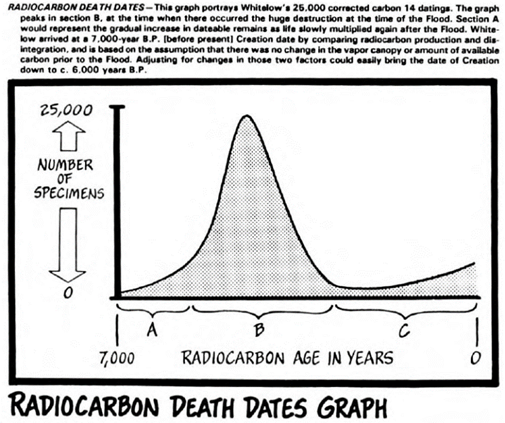 RADIOCARBON DEATH DATES—This graph portrays Whitelow's 25,000 corrected carbon 14 datings. The graph
peaks in section B, at the time when there occurred the huge destruction at the time of the Flood. Section A
would represent the gradual increase in dateable remains as life slowly multiplied again after the Flood. White-
low arrived at a 7,000-year B.P. [before present] Creation date by comparing radiocarbon production and dis-
integration, and is based on the assumption that there was no change in the vapor canopy or amount of available
carbon prior to the Flood. Adjusting for changes in those two factors could easily bring the date of Creation
down to c. 6,000 years B.P.
25,000
NUMBER
OF
SPECIMENS
0
A B C
7,000 RADIOCARBON AGE IN YEARS 0
RADIOCARBON DEATH DATES GRAPH